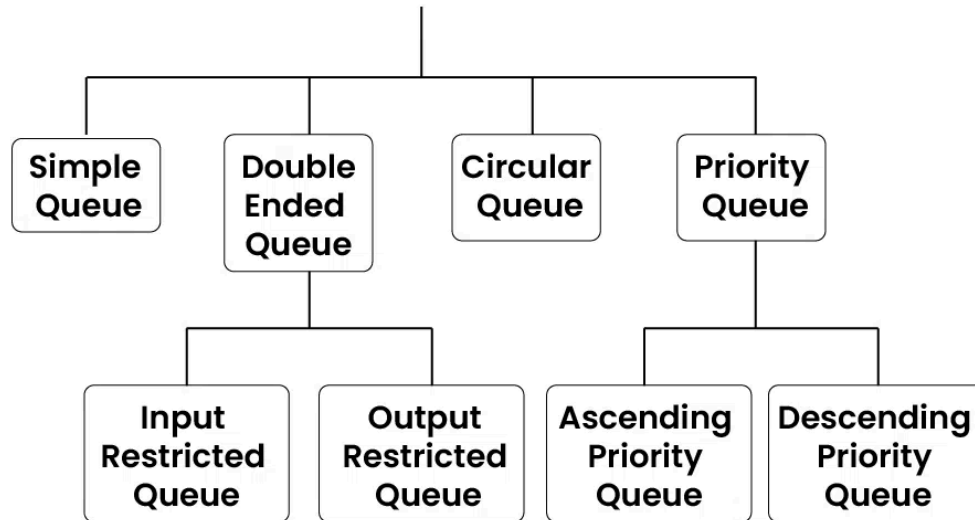 Simple
Queue
Double
Ended
Queue
Circular
Queue
Priority
Queue
Input
Restricted
Queue
Output
Restricted
Queue
Ascending
Priority
Queue
Descending
Priority
Queue